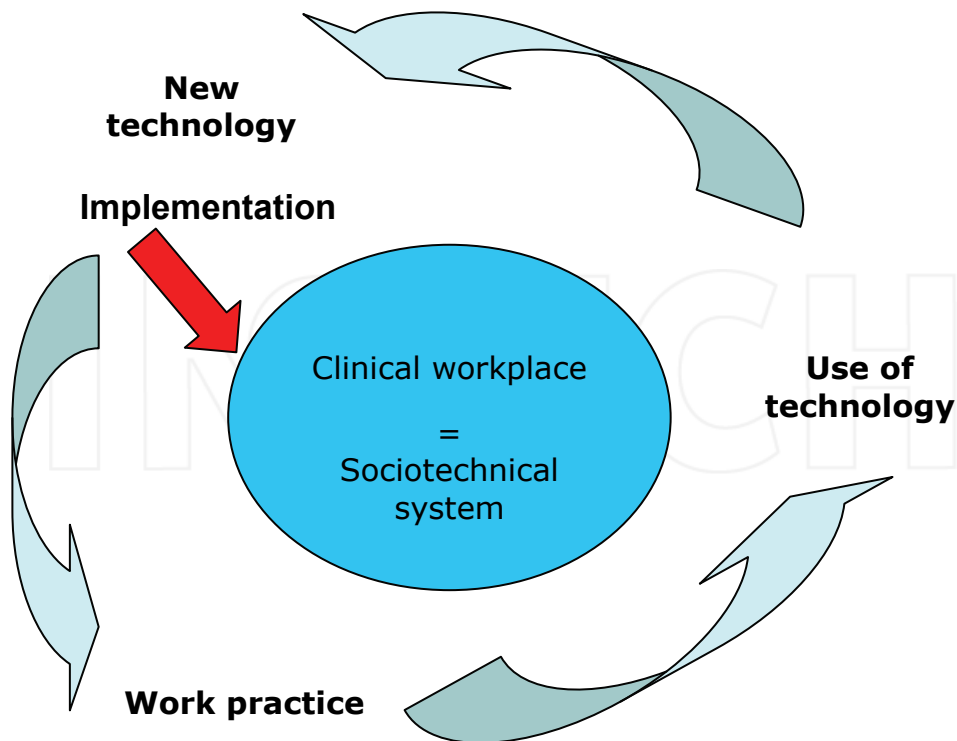 New
technology
Implementation
Clinical workplace
=
Sociotechnical
system
Use of
technology
Work practice